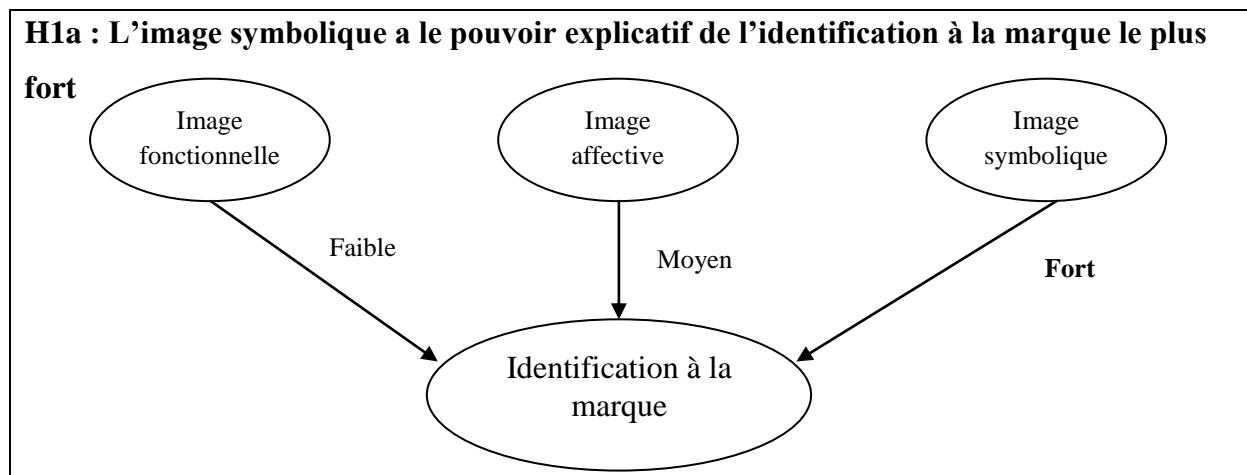 H1a : L’image symbolique a le pouvoir explicatif de l’identification à la marque le plus
fort
Image
fonctionnelle
Image
affective
Image
symbolique
Faible
Moyen
Fort
Identification à la
marque